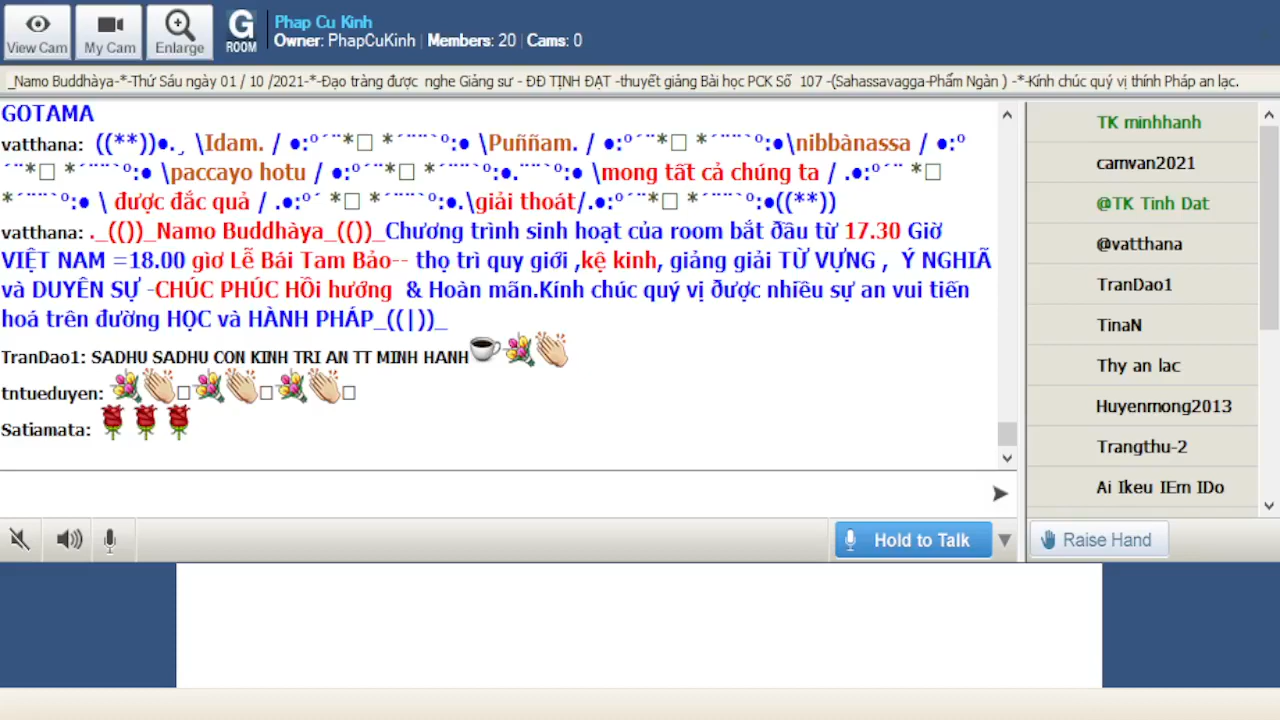 View Cam
My Cam
Enlarge
G ROOM
Phap Cu Kinh
Owner: PhapCuKinh | Members: 20 | Cams: 0
_Namo Buddhàya-*-Thứ Sáu ngày 01 / 10 /2021-*-Đạo tràng được nghe Giảng sư - ĐĐ TỊNH ĐẠT -thuyết giảng Bài học PCK Số 107 -(Sahassavagga-Phẩm Ngàn ) -*-Kính chúc quý vị thính Pháp an lạc.
GOTAMA
vatthana: ((**))●.¸ \Idam. / ●:º´¨*□ *´¨¨`º:● \Puññam. / ●:º´¨*□ *´¨¨`º:●\nibbànassa / ●:º
´¨*□ *´¨¨`º:● \paccayo hotu / ●:º´¨*□ *´¨¨`º:●.¨¨`º:● \mong tất cả chúng ta / .●:º´¨ *□
*´¨¨`º:● \ được đắc quả / .●:º´ *□ *´¨¨`º:●.\giải thoát/.●:º´¨*□ *´¨¨`º:●((**))
vatthana: ._(())_Namo Buddhàya_(())_Chương trình sinh hoạt của room bắt đầu từ 17.30 Giờ
VIỆT NAM =18.00 gìơ Lễ Bái Tam Bảo-- thọ trì quy giới ,kệ kinh, giảng giải TỪ VỰNG , Ý NGHIÃ
và DUYÊN SỰ -CHÚC PHÚC HỒi hướng & Hoàn mãn.Kính chúc quý vị được nhiều sự an vui tiến
hoá trên đường HỌC và HÀNH PHÁP_((|))_
TranDao1: SADHU SADHU CON KINH TRI AN TT MINH HANH
tntueduyen:
Satiamata:
TK minhhanh
camvan2021
@TK Tinh Dat
@vatthana
TranDao1
TinaN
Thy an lac
Huyenmong2013
Trangthu-2
Ai Ikeu IEm IDo
Hold to Talk
Raise Hand